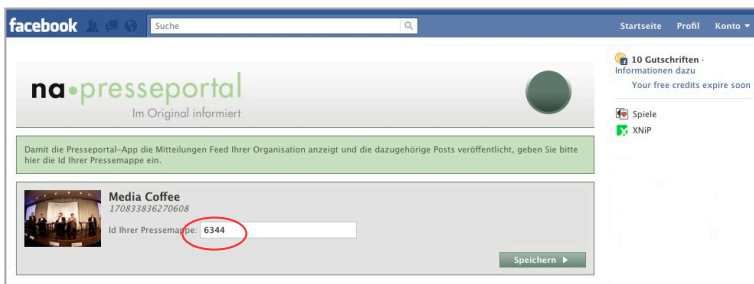 facebook
Suche
Startseite Profil Konto
10 Gutschriften ·
Informationen dazu
Your free credits expire soon
Spiele
XNiP
na•presseportal
Im Original informiert
Damit die Presseportal-App die Mitteilungen Feed Ihrer Organisation anzeigt und die dazugehörige Posts veröffentlicht, geben Sie bitte
hier die Id Ihrer Pressemappe ein.
Media Coffee
170833836270608
Id Ihrer Pressemappe: 6344
Speichern